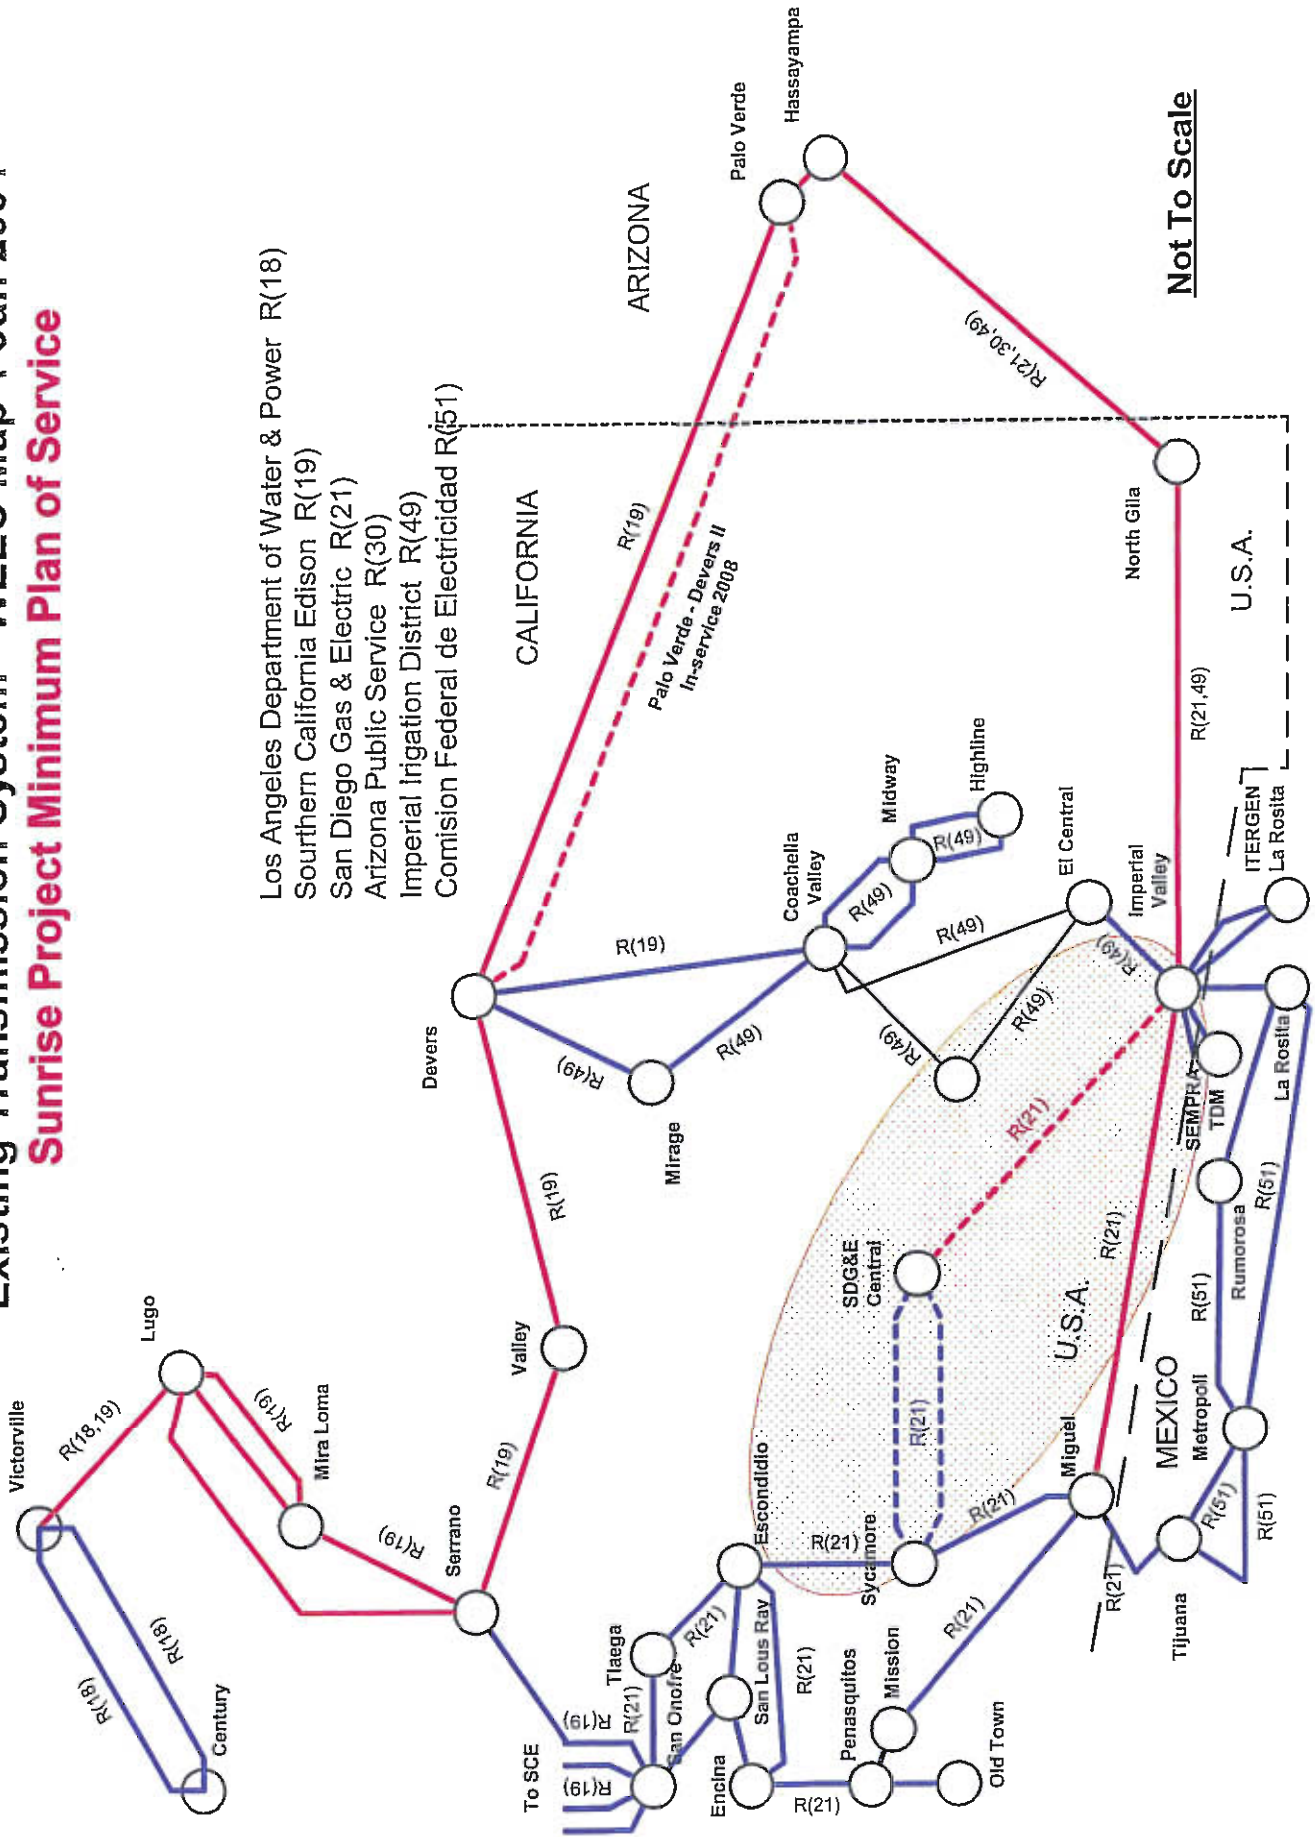 Sunrise Project Minimum Plan of Service
Los Angeles Department of Water & Power R(18)
Sourthern California Edison R(19)
San Diego Gas & Electric R(21)
Arizona Public Service R(30)
Imperial Irigation District R(49)
Comision Federal de Electricidad R(51)
Victorville
R(18,19)
Lugo
R(19)
Mira Loma
R(18)
R(18)
Century
R(19)
Serrano
R(19)
Valley
R(19)
Devers
R(19)
CALIFORNIA
ARIZONA
Palo Verde
Hassayampa
Palo Verde - Devers II
In-service 2008
R(19)
R(49)
Mirage
R(49)
Coachella
Valley
R(49)
Midway
R(49)
Highline
R(49)
R(49)
R(49)
El Central
R(49)
Imperial
Valley
R(21,30,49)
North Gila
R(21,49)
U.S.A.
Not To Scale
To SCE
R(19)
R(19)
R(21)
Tlaega
San Onofre
R(21)
Escondidio
San Lous Ray
R(21)
Encina
R(21)
Penasquitos
Mission
Old Town
R(21)
R(21)
Sycamore
R(21)
R(21)
SDG&E
Central
R(21)
Miguel
R(21)
U.S.A.
MEXICO
R(21)
Tijuana
R(51)
R(51)
Metropoli
R(51)
Rumorosa
R(51)
SEMPRA
TDM
La Rosita
ITERGEN
La Rosita